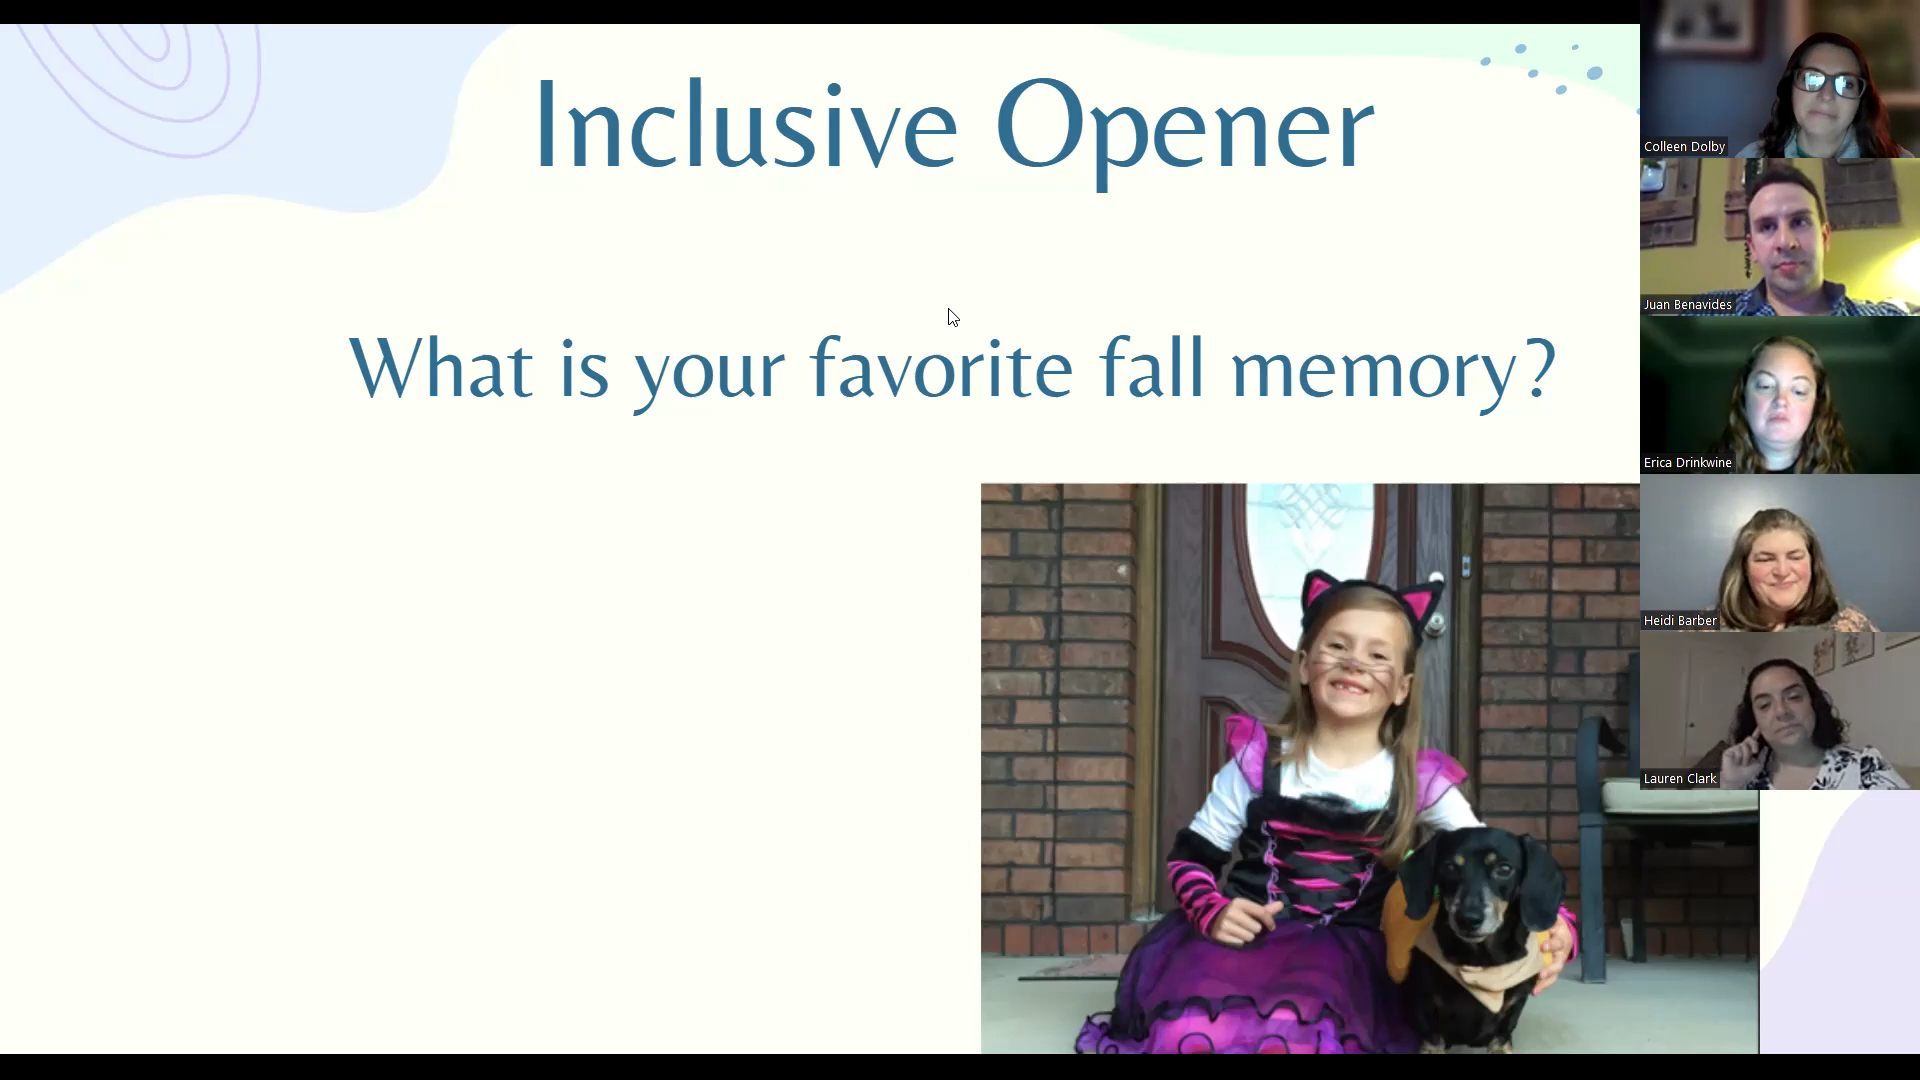 Inclusive Opener
What is your favorite fall memory?
Colleen Dolby
Juan Benavides
Erica Drinkwine
Heidi Barber
Lauren Clark